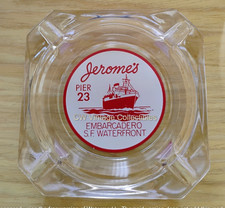 Jerome's
PIER
23
EMBARCADERO
S.F. WATERFRONT